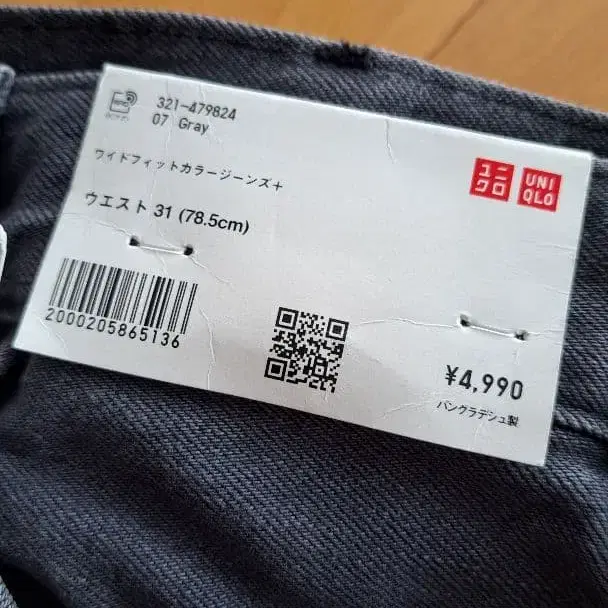 321-479824
07 Gray
ワイドフィットカラージーンズ+
ユニ
クロ
UNI
QLO
ウエスト 31 (78.5cm)
2000205865136
¥4,990
バングラデシュ製